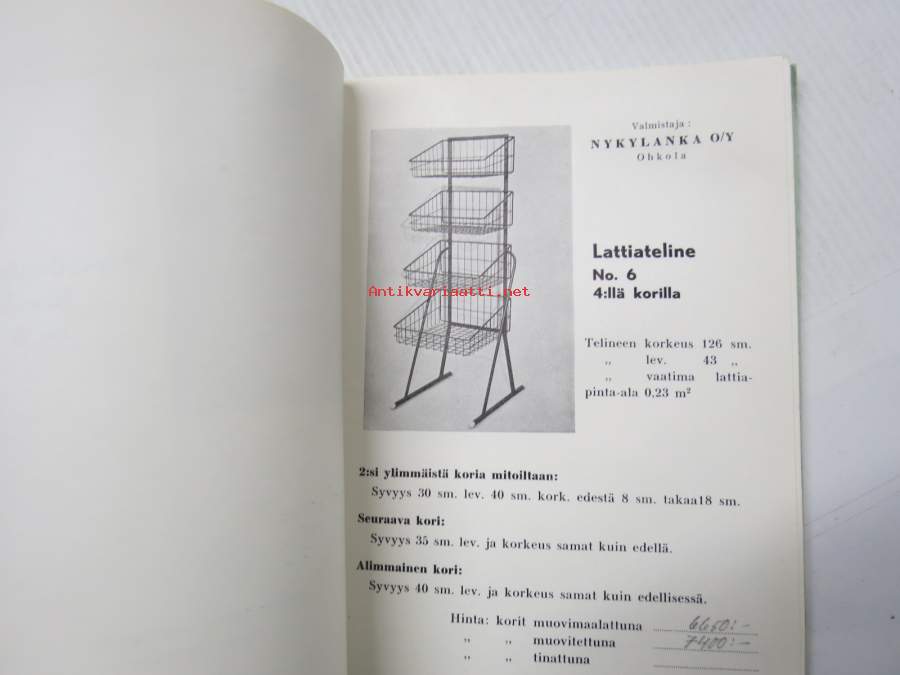 Valmistaja:
NYKYLANKA O/Y
Ohkola
Antikvariaatti.net
Lattiateline
No. 6
4:llä korilla
Telineen korkeus 126 sm.
„ lev. 43 „
„ vaatima lattia-
pinta-ala 0,23 m²
2:si ylimmäistä koria mitoiltaan:
Syvyys 30 sm. lev. 40 sm. kork. edestä 8 sm. takaa18 sm.
Seuraava kori:
Syvyys 35 sm. lev. ja korkeus samat kuin edellä.
Alimmainen kori:
Syvyys 40 sm. lev. ja korkeus samat kuin edellisessä.
Hinta: korit muovimaalattuna 6650:-
„ „ muovitettuna 7400:-
„ „ tinattuna